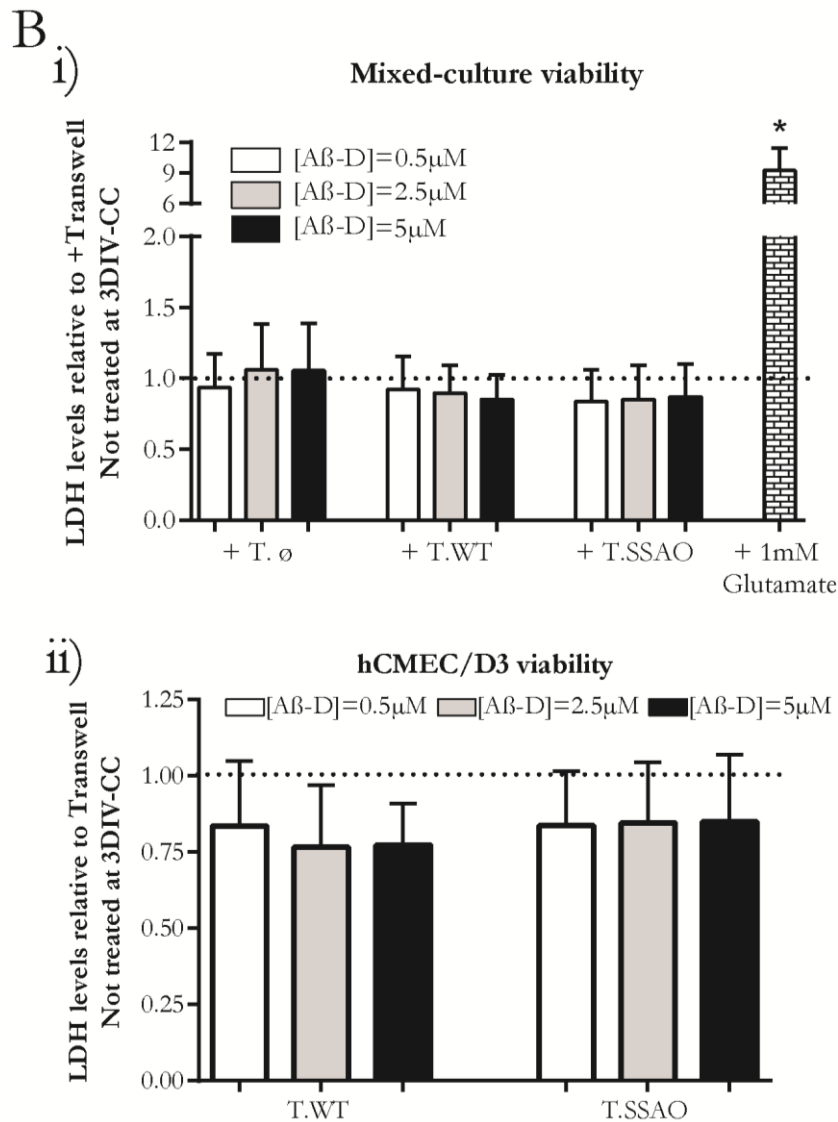 B
i)
Mixed-culture viability
LDH levels relative to +Transwell
Not treated at 3DIV-CC
12
9
6
2.0
1.5
1.0
0.5
0.0
[Aß-D]=0.5µM
[Aß-D]=2.5µM
[Aß-D]=5µM
*
+ T. ø
+ T.WT
+ T.SSAO
+ 1mM
Glutamate
ii)
hCMEC/D3 viability
LDH levels relative to Transwell
Not treated at 3DIV-CC
1.25
1.00
0.75
0.50
0.25
0.00
[Aß-D]=0.5µM [Aß-D]=2.5µM [Aß-D]=5µM
T.WT
T.SSAO